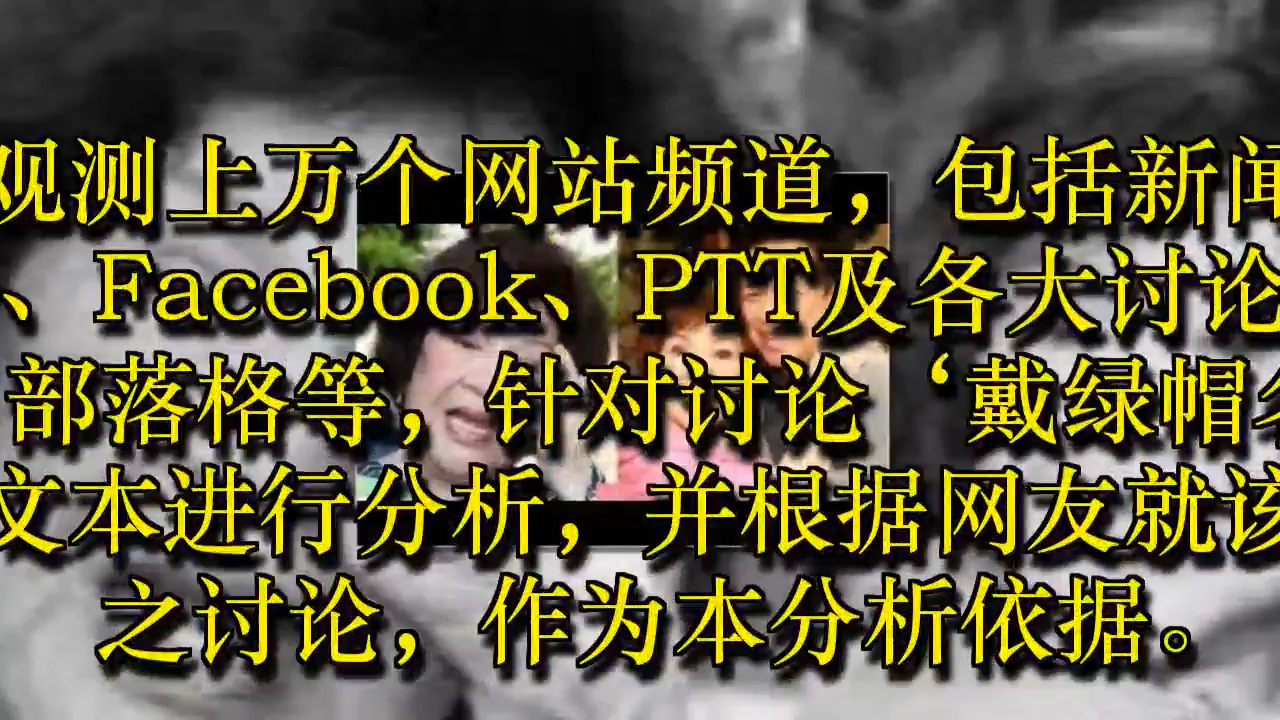 观测上万个网站频道，包括新闻
、Facebook、PTT及各大讨论
部落格等，针对讨论‘戴绿帽
文本进行分析，并根据网友就该
之讨论，作为本分析依据。